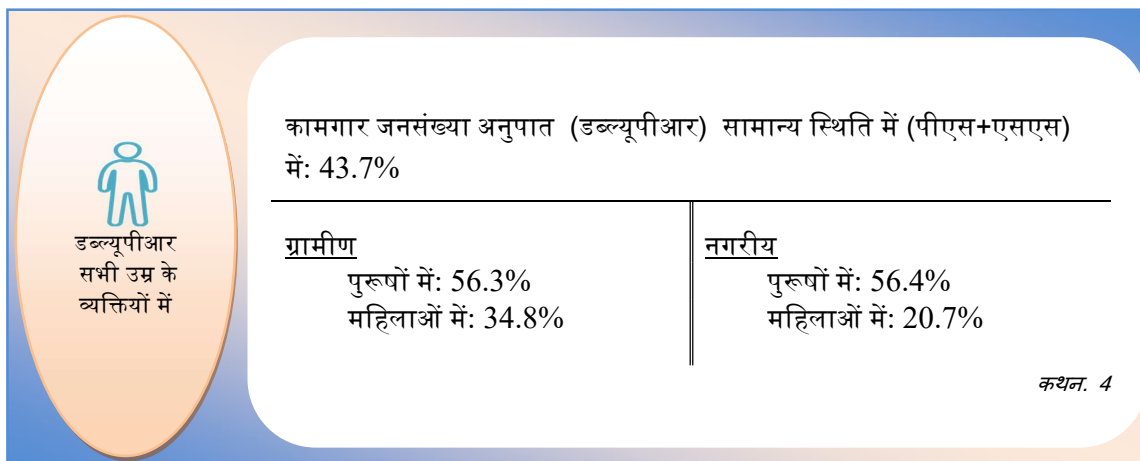 डब्ल्यूपीआर
सभी उम्र के
व्यक्तियों में
कामगार जनसंख्या अनुपात (डब्ल्यूपीआर) सामान्य स्थिति में (पीएस+एसएस)
में: 43.7%
ग्रामीण
पुरूषों में: 56.3%
महिलाओं में: 34.8%
नगरीय
पुरूषों में: 56.4%
महिलाओं में: 20.7%
कथन. 4